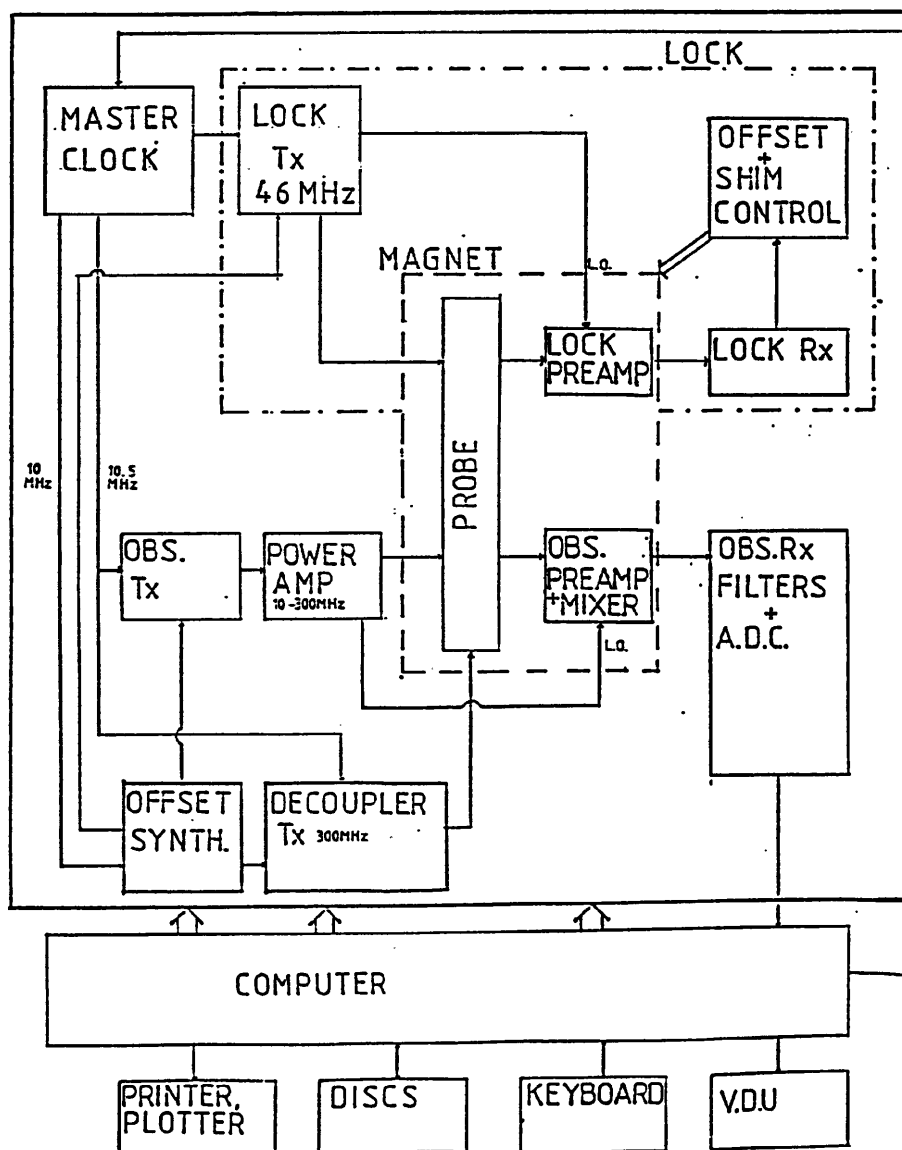 LOCK
MASTER
CLOCK
LOCK
Tx
46 MHz
OFFSET
+
SHIM
CONTROL
MAGNET
L.O.
LOCK
PREAMP
LOCK Rx
10
MHz
10.5
MHz
PROBE
OBS.
Tx
POWER
AMP
10-300MHz
OBS.
PREAMP
+MIXER
L.O.
OBS.Rx
FILTERS
+
A.D.C.
OFFSET
SYNTH.
DECOUPLER
Tx 300MHz
COMPUTER
PRINTER,
PLOTTER
DISCS
KEYBOARD
V.D.U